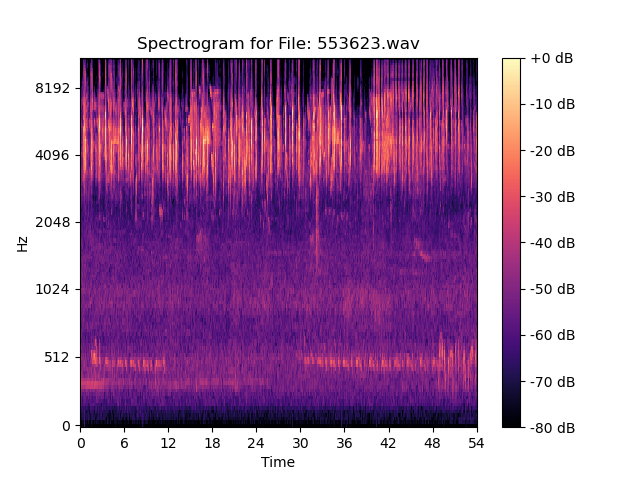 Spectrogram for File: 553623.wav
Hz
8192
4096
2048
1024
512
0
0 6 12 18 24 30 36 42 48 54
Time
+0 dB
-10 dB
-20 dB
-30 dB
-40 dB
-50 dB
-60 dB
-70 dB
-80 dB